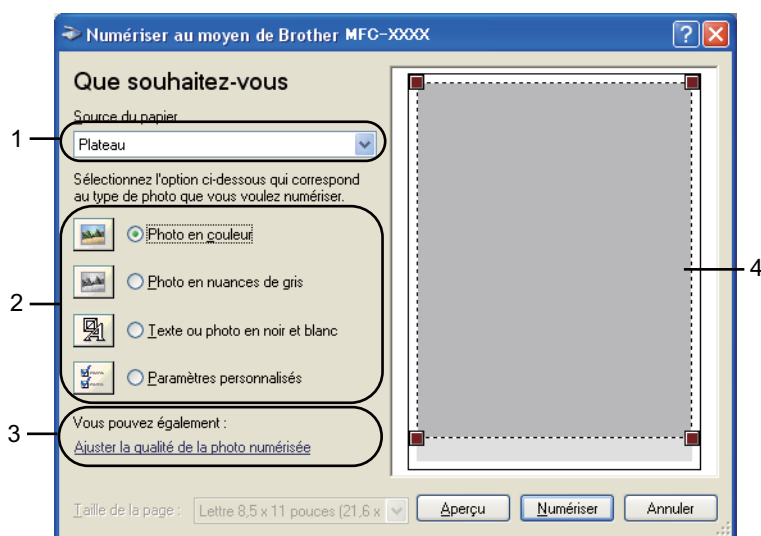 Numériser au moyen de Brother MFC-XXXX
Que souhaitez-vous
Source du papier
1
Plateau
Sélectionnez l'option ci-dessous qui correspond
au type de photo que vous voulez numériser.
Photo en couleur
Photo en nuances de gris
2
Texte ou photo en noir et blanc
Paramètres personnalisés
3
Vous pouvez également :
Ajuster la qualité de la photo numérisée
4
Taille de la page : Lettre 8,5 x 11 pouces (21,6 x
Aperçu Numériser Annuler